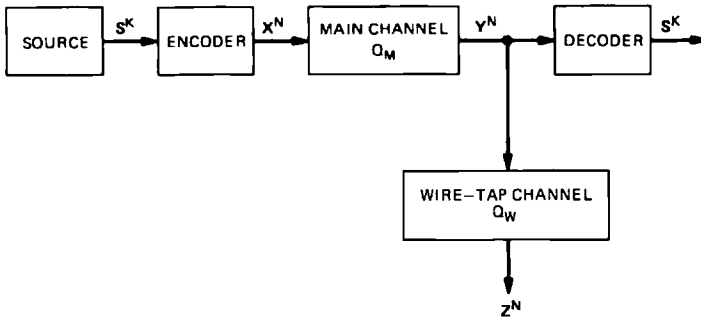 SOURCE
S^K
ENCODER
X^N
MAIN CHANNEL
Q_M
Y^N
DECODER
S^K
WIRE-TAP CHANNEL
Q_W
Z^N